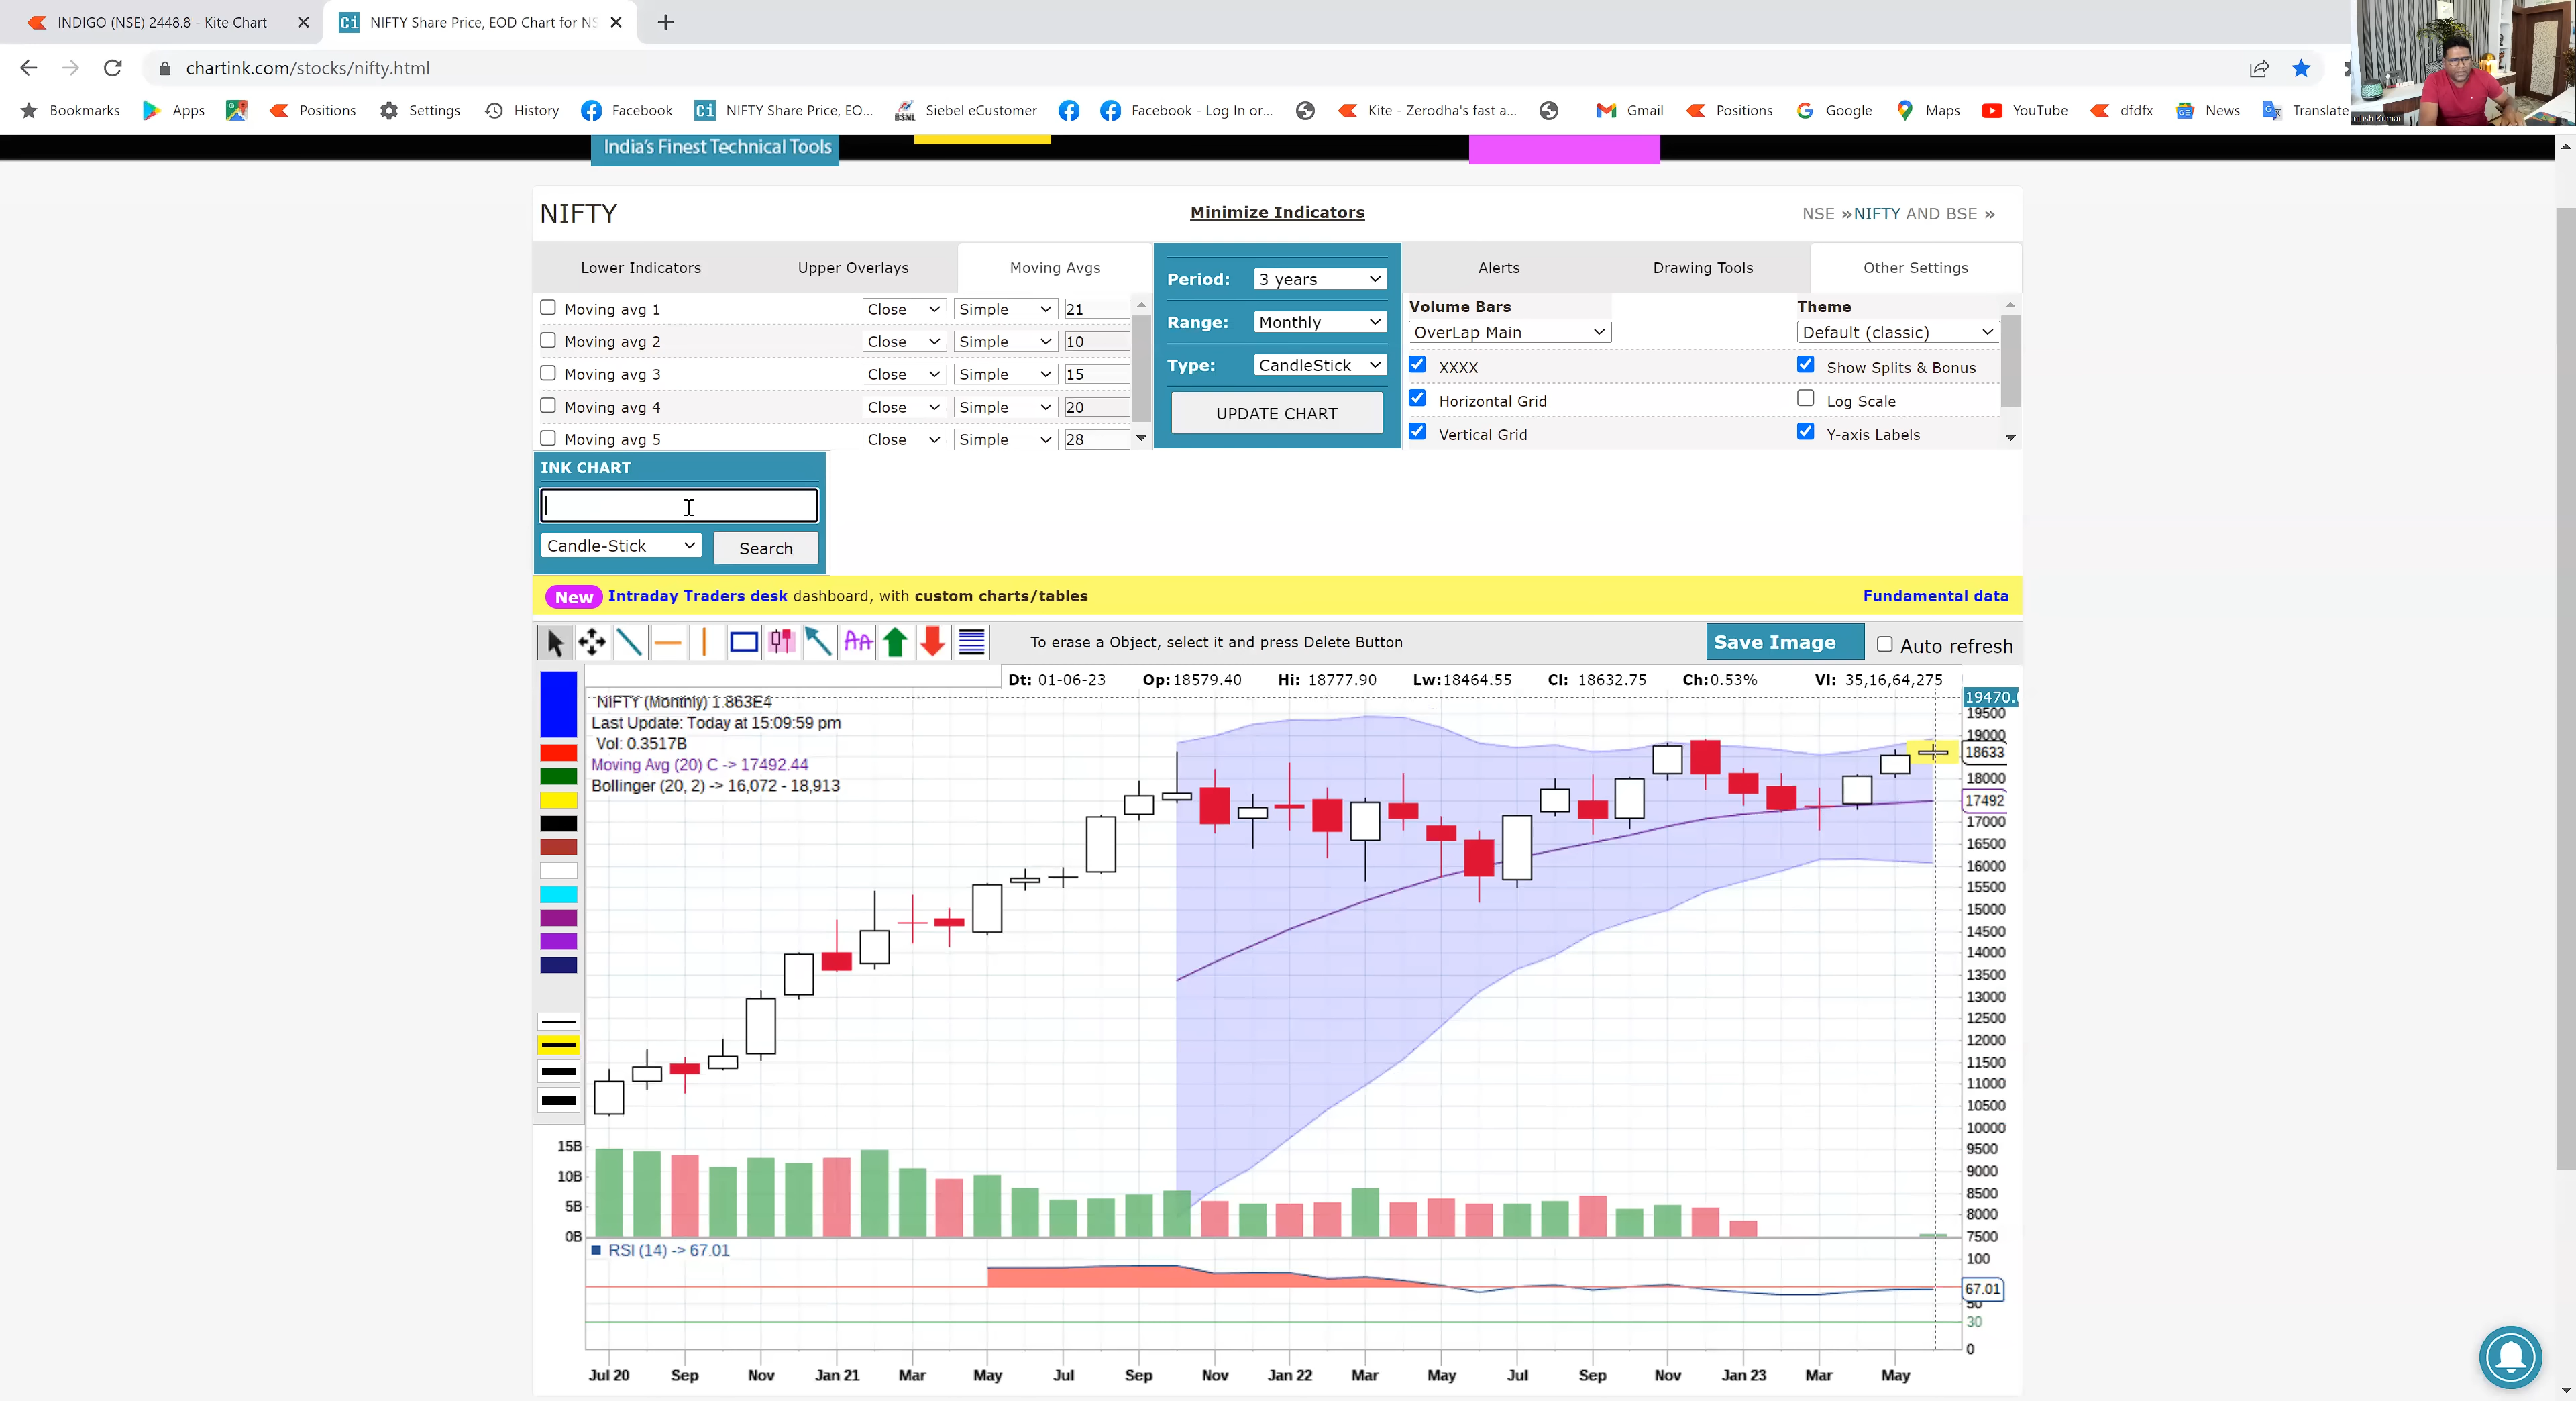 INDIGO (NSE) 2448.8 - Kite Chart
NIFTY Share Price, EOD Chart for NS
chartink.com/stocks/nifty.html
Bookmarks Apps Positions Settings History Facebook NIFTY Share Price, EO... Siebel eCustomer Facebook - Log In or... Kite - Zerodha's fast a... Gmail Positions Google Maps YouTube dfdfx News Translate
nitish Kumar
India's Finest Technical Tools
NIFTY Minimize Indicators NSE »NIFTY AND BSE »
Lower Indicators Upper Overlays Moving Avgs
Moving avg 1 Close Simple 21
Moving avg 2 Close Simple 10
Moving avg 3 Close Simple 15
Moving avg 4 Close Simple 20
Moving avg 5 Close Simple 28
Period: 3 years
Range: Monthly
Type: CandleStick
UPDATE CHART
Alerts Drawing Tools Other Settings
Volume Bars Theme
OverLap Main Default (classic)
XXXX Show Splits & Bonus
Horizontal Grid Log Scale
Vertical Grid Y-axis Labels
INK CHART
Candle-Stick Search
New Intraday Traders desk dashboard, with custom charts/tables Fundamental data
AA To erase a Object, select it and press Delete Button Save Image Auto refresh
Dt: 01-06-23 Op:18579.40 Hi: 18777.90 Lw:18464.55 Cl: 18632.75 Ch:0.53% Vl: 35,16,64,275
NIFTY (Monthly) 1.863E4
Last Update: Today at 15:09:59 pm
Vol: 0.3517B
Moving Avg (20) C -> 17492.44
Bollinger (20, 2) -> 16,072 - 18,913
19470.
19500
19000
18633
18000
17492
17000
16500
16000
15500
15000
14500
14000
13500
13000
12500
12000
11500
11000
10500
10000
9500
9000
8500
8000
7500
15B
10B
5B
0B
RSI (14) -> 67.01
100
67.01
50
30
0
Jul 20 Sep Nov Jan 21 Mar May Jul Sep Nov Jan 22 Mar May Jul Sep Nov Jan 23 Mar May